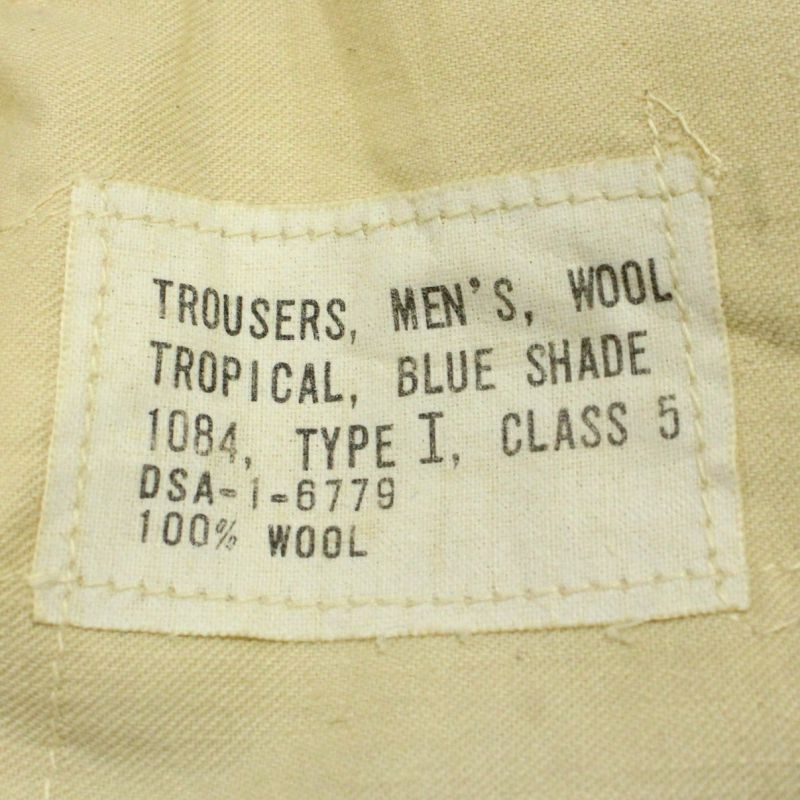 TROUSERS, MEN'S, WOOL
TROPICAL, BLUE SHADE
1084, TYPE I, CLASS 5
DSA-1-6779
100% WOOL